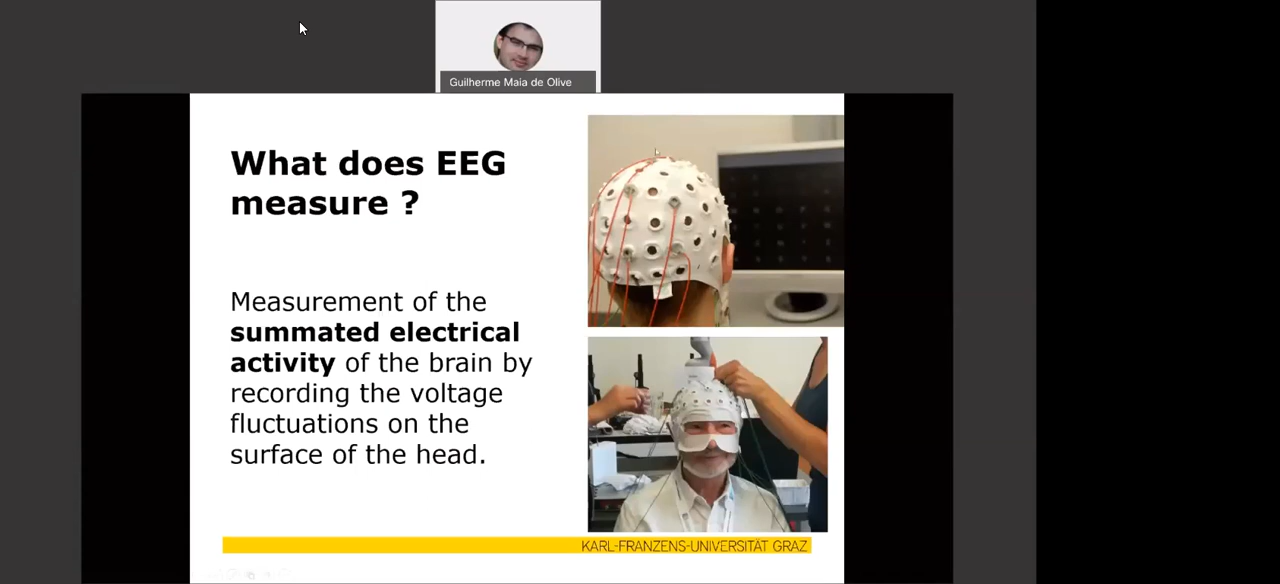 Guilherme Maia de Olive
What does EEG
measure ?
Measurement of the
summated electrical
activity of the brain by
recording the voltage
fluctuations on the
surface of the head.
KARL-FRANZENS-UNIVERSITÄT GRAZ